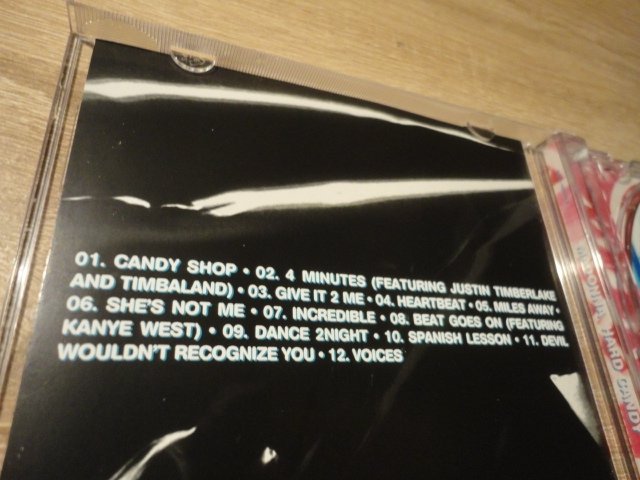 01. CANDY SHOP • 02. 4 MINUTES (FEATURING JUSTIN TIMBERLAKE
AND TIMBALAND) • 03. GIVE IT 2 ME • 04. HEARTBEAT • 05. MILES AWAY •
06. SHE'S NOT ME • 07. INCREDIBLE • 08. BEAT GOES ON (FEATURING
KANYE WEST) • 09. DANCE 2NIGHT • 10. SPANISH LESSON • 11. DEVIL
WOULDN'T RECOGNIZE YOU • 12. VOICES
MADONNA HARD CANDY